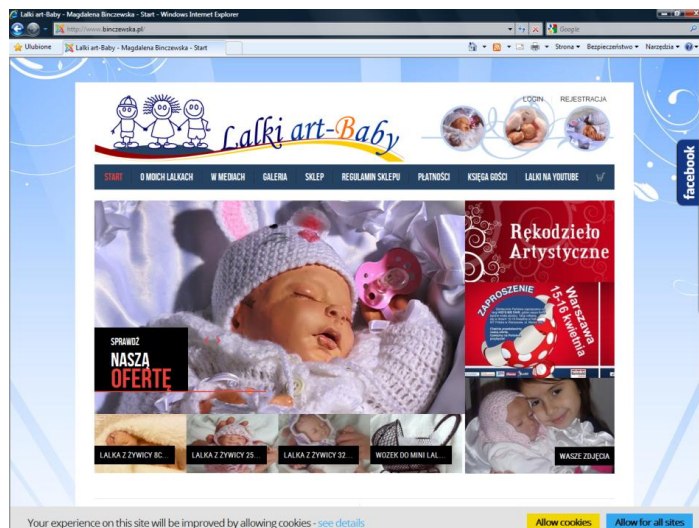 Lalki art-Baby - Magdalena Binczewska - Start - Windows Internet Explorer
http://www.binczewska.pl/
Google
Ulubione
Lalki art-Baby - Magdalena Binczewska - Start
Strona
Bezpieczeństwo
Narzędzia
LOGIN
REJESTRACJA
Lalki art-Baby
facebook
START
O MOICH LALKACH
W MEDIACH
GALERIA
SKLEP
REGULAMIN SKLEPU
PŁATNOŚCI
KSIĘGA GOŚCI
LALKI NA YOUTUBE
Rękodzieło
Artystyczne
ZAPROSZENIE
Warszawa
15-16 kwietnia
SPRAWDŹ
NASZĄ
OFERTĘ
LALKA Z ŻYWICY 8C...
LALKA Z ŻYWICY 25...
LALKA Z ŻYWICY 32...
WOZEK DO MINI LAL...
WASZE ZDJĘCIA
Your experience on this site will be improved by allowing cookies - see details
Allow cookies
Allow for all sites